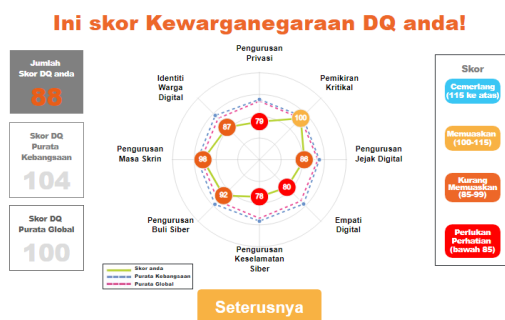 Ini skor Kewarganegaraan DQ anda!
Jumlah
Skor DQ anda
88
Skor DQ
Purata
Kebangsaan
104
Skor DQ
Purata Global
100
Pengurusan
Privasi
Pemikiran
Kritikal
Pengurusan
Jejak Digital
Empati
Digital
Pengurusan
Keselamatan
Siber
Pengurusan
Buli Siber
Pengurusan
Masa Skrin
Identiti
Warga
Digital
79
100
86
80
78
92
98
87
Skor anda
Purata Kebangsaan
Purata Global
Skor
Cemerlang
(115 ke atas)
Memuaskan
(100-115)
Kurang
Memuaskan
(85-99)
Perlukan
Perhatian
(bawah 85)
Seterusnya